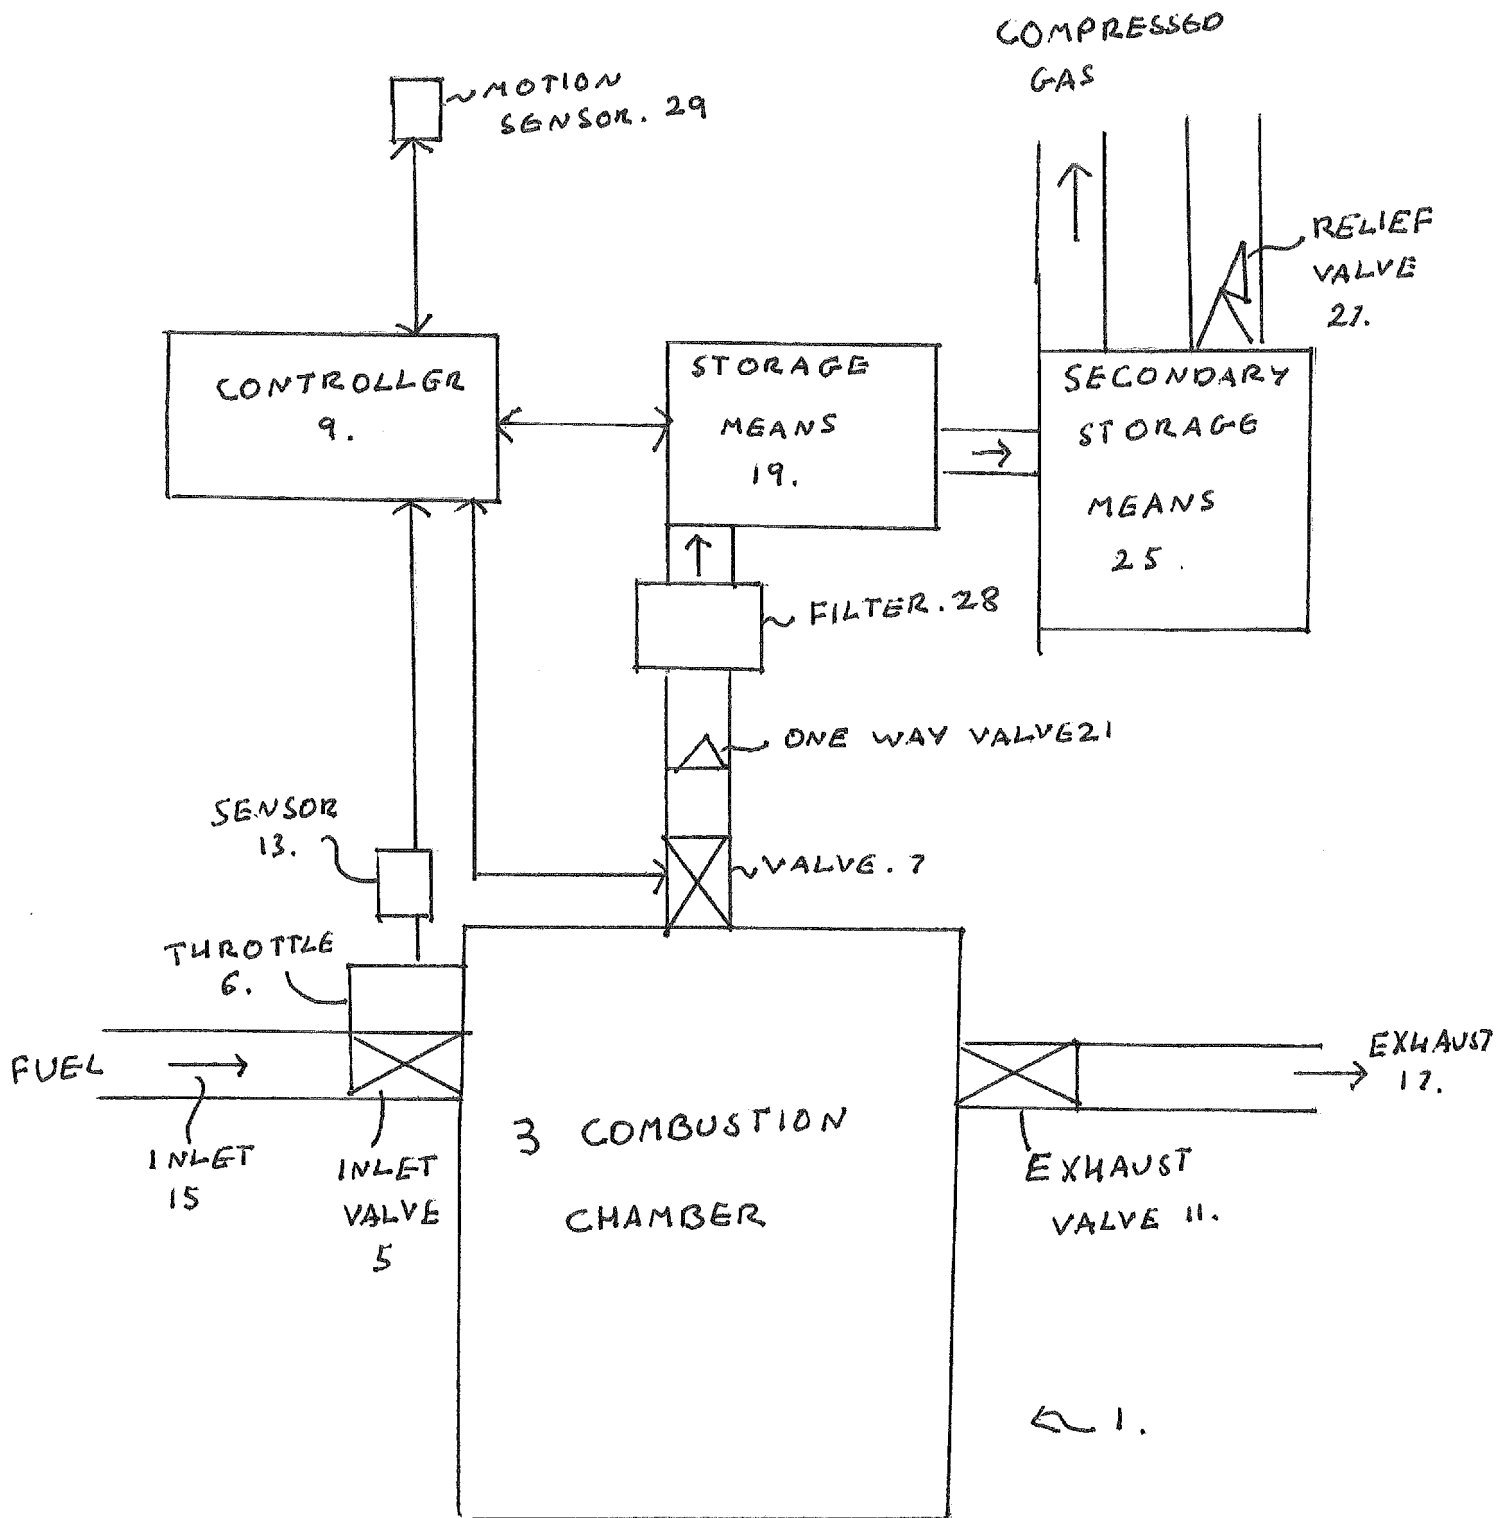 COMPRESSED
GAS
MOTION
SENSOR. 29
RELIEF
VALVE
27.
CONTROLLER
9.
STORAGE
MEANS
19.
SECONDARY
STORAGE
MEANS
25.
FILTER. 28
ONE WAY VALVE 21
SENSOR
13.
VALVE. 7
THROTTLE
6.
FUEL
INLET
15
INLET
VALVE
5
3 COMBUSTION
CHAMBER
EXHAUST
17.
EXHAUST
VALVE 11.
1.